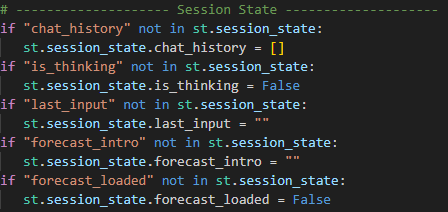 # -------------------- Session State --------------------
if "chat_history" not in st.session_state:
    st.session_state.chat_history = []
if "is_thinking" not in st.session_state:
    st.session_state.is_thinking = False
if "last_input" not in st.session_state:
    st.session_state.last_input = ""
if "forecast_intro" not in st.session_state:
    st.session_state.forecast_intro = ""
if "forecast_loaded" not in st.session_state:
    st.session_state.forecast_loaded = False